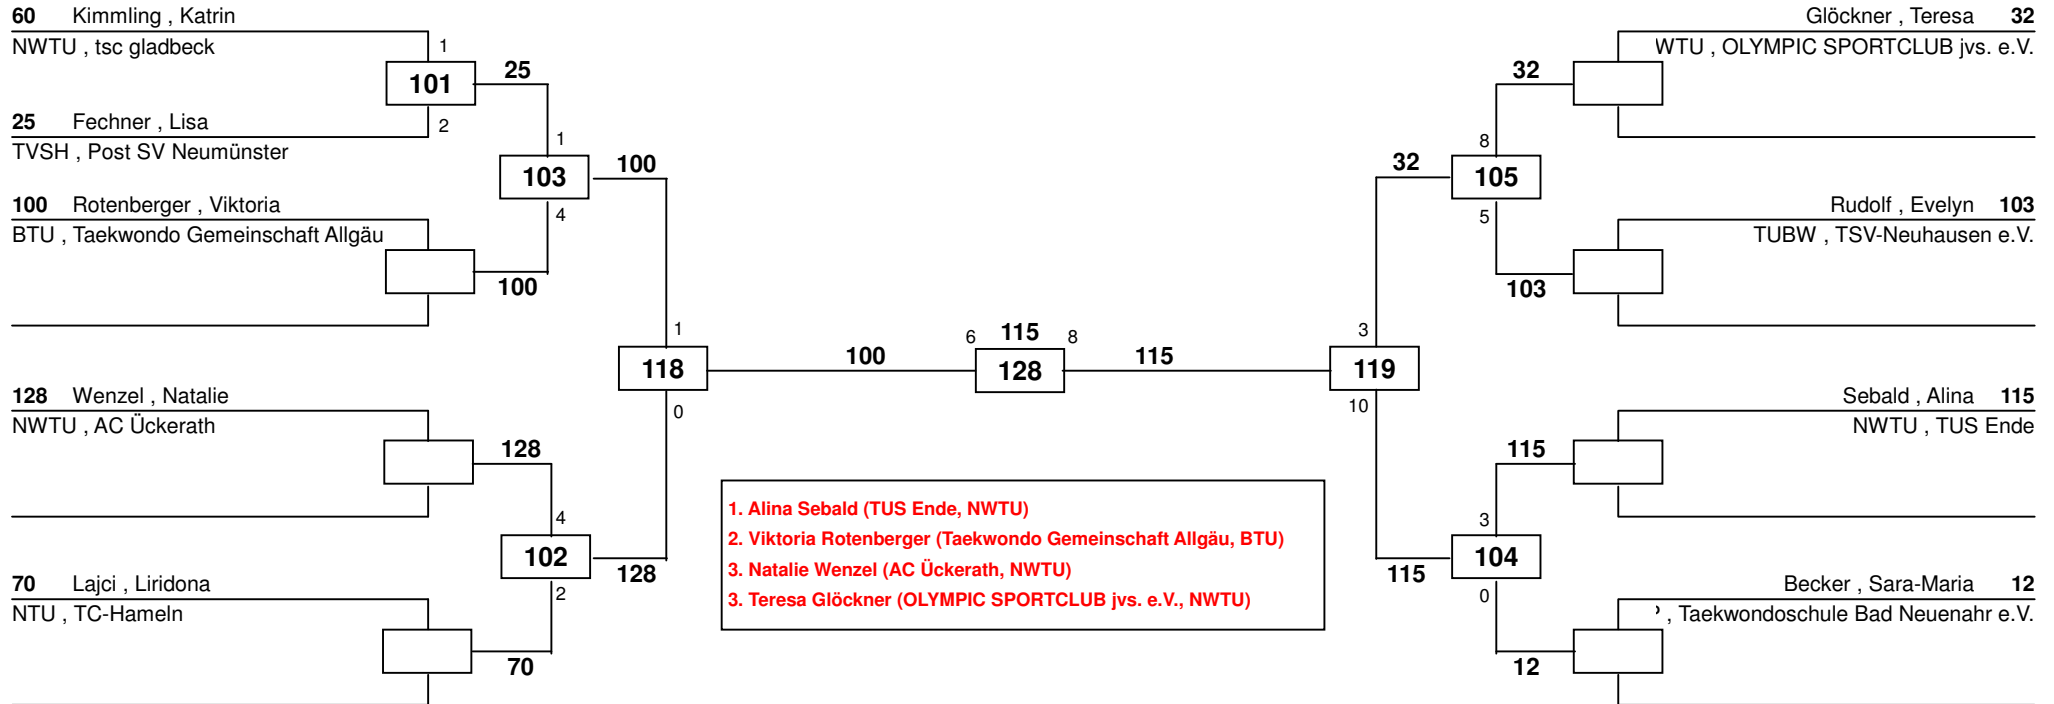 60 Kimmling , Katrin
NWTU , tsc gladbeck
1
101
25
2
25 Fechner , Lisa
TVSH , Post SV Neumünster
1
103
100
4
100 Rotenberger , Viktoria
BTU , Taekwondo Gemeinschaft Allgäu
100
1
118
100
0
128 Wenzel , Natalie
NWTU , AC Ückerath
128
4
102
128
2
70 Lajci , Liridona
NTU , TC-Hameln
70
6 115 8
128
115
1. Alina Sebald (TUS Ende, NWTU)
2. Viktoria Rotenberger (Taekwondo Gemeinschaft Allgäu, BTU)
3. Natalie Wenzel (AC Ückerath, NWTU)
3. Teresa Glöckner (OLYMPIC SPORTCLUB jvs. e.V., NWTU)
Glöckner , Teresa 32
WTU , OLYMPIC SPORTCLUB jvs. e.V.
32
8
32
105
5
Rudolf , Evelyn 103
TUBW , TSV-Neuhausen e.V.
103
3
119
10
Sebald , Alina 115
NWTU , TUS Ende
115
3
104
115
0
Becker , Sara-Maria 12
, Taekwondoschule Bad Neuenahr e.V.
12